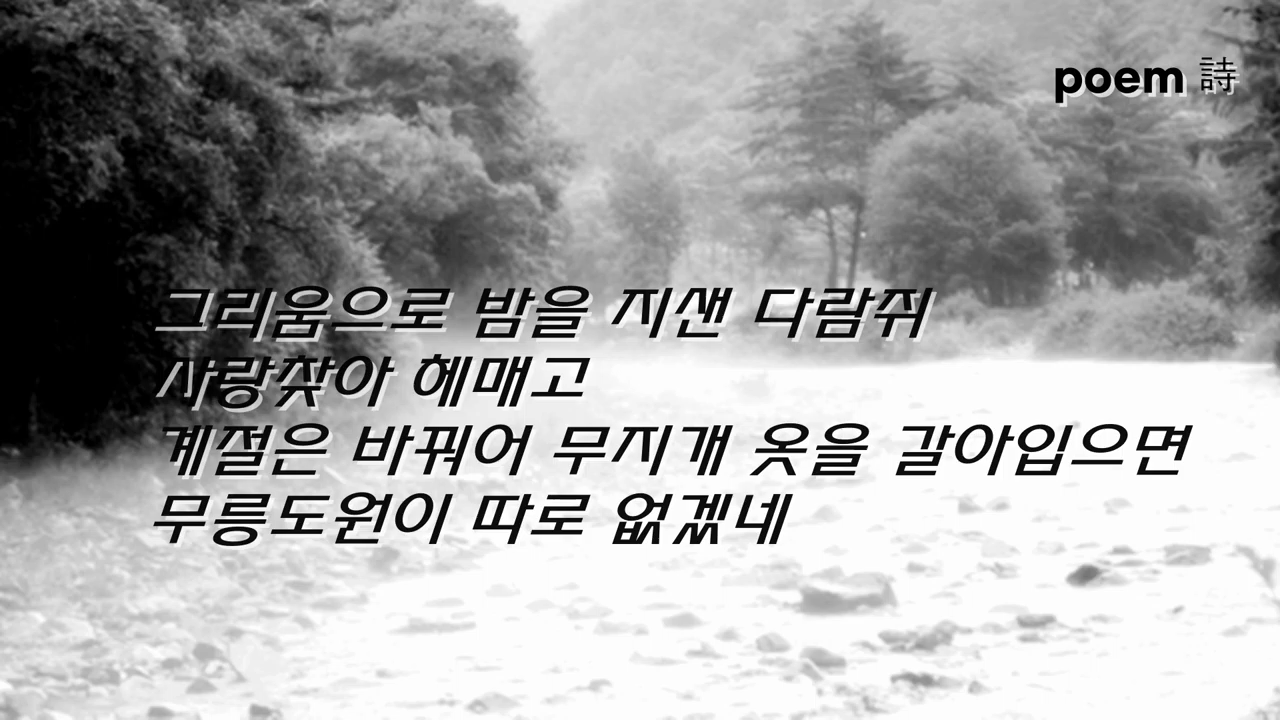 poem 詩
그리움으로 밤을 지샌 다람쥐
사랑찾아 헤매고
계절은 바꿔어 무지개 옷을 갈아입으면
무릉도원이 따로 없겠네